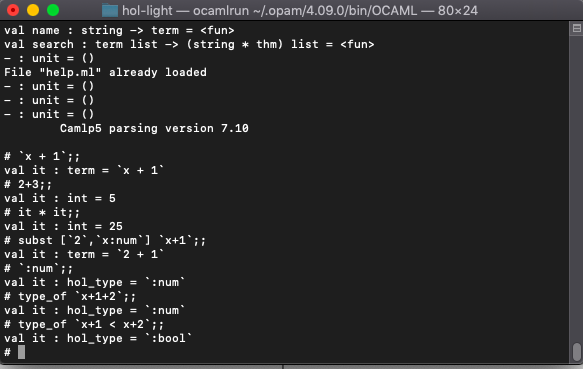 hol-light — ocamlrun ~/.opam/4.09.0/bin/OCAML — 80×24
val name : string -> term = <fun>
val search : term list -> (string * thm) list = <fun>
- : unit = ()
File "help.ml" already loaded
- : unit = ()
- : unit = ()
- : unit = ()
        Camlp5 parsing version 7.10

# `x + 1`;;
val it : term = `x + 1`
# 2+3;;
val it : int = 5
# it * it;;
val it : int = 25
# subst [`2`,`x:num`] `x+1`;;
val it : term = `2 + 1`
# `:num`;;
val it : hol_type = `:num`
# type_of `x+1+2`;;
val it : hol_type = `:num`
# type_of `x+1 < x+2`;;
val it : hol_type = `:bool`
#